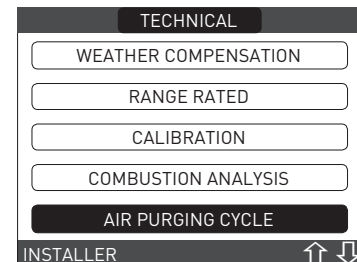 TECHNICAL
WEATHER COMPENSATION
RANGE RATED
CALIBRATION
COMBUSTION ANALYSIS
AIR PURGING CYCLE
INSTALLER